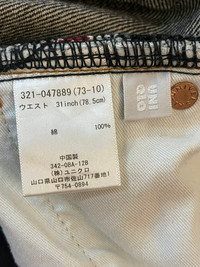 321-047889 (73-10)
ウエスト 31inch(78.5cm)
綿 100%
中国製
342-0BA-12B
(株)ユニクロ
山口県山口市佐山717番地1
〒754-0894
UNI
QLO